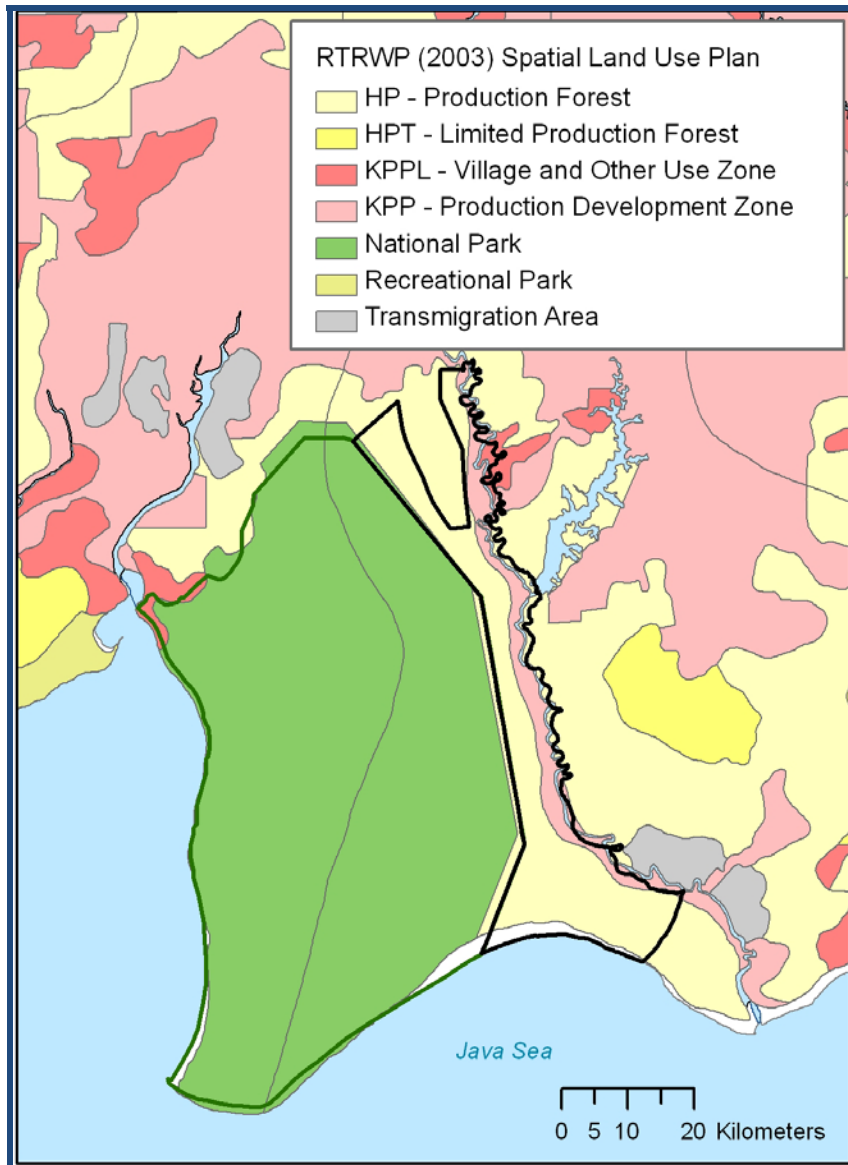 RTRWP (2003) Spatial Land Use Plan
HP - Production Forest
HPT - Limited Production Forest
KPPL - Village and Other Use Zone
KPP - Production Development Zone
National Park
Recreational Park
Transmigration Area
Java Sea
0 5 10 20 Kilometers